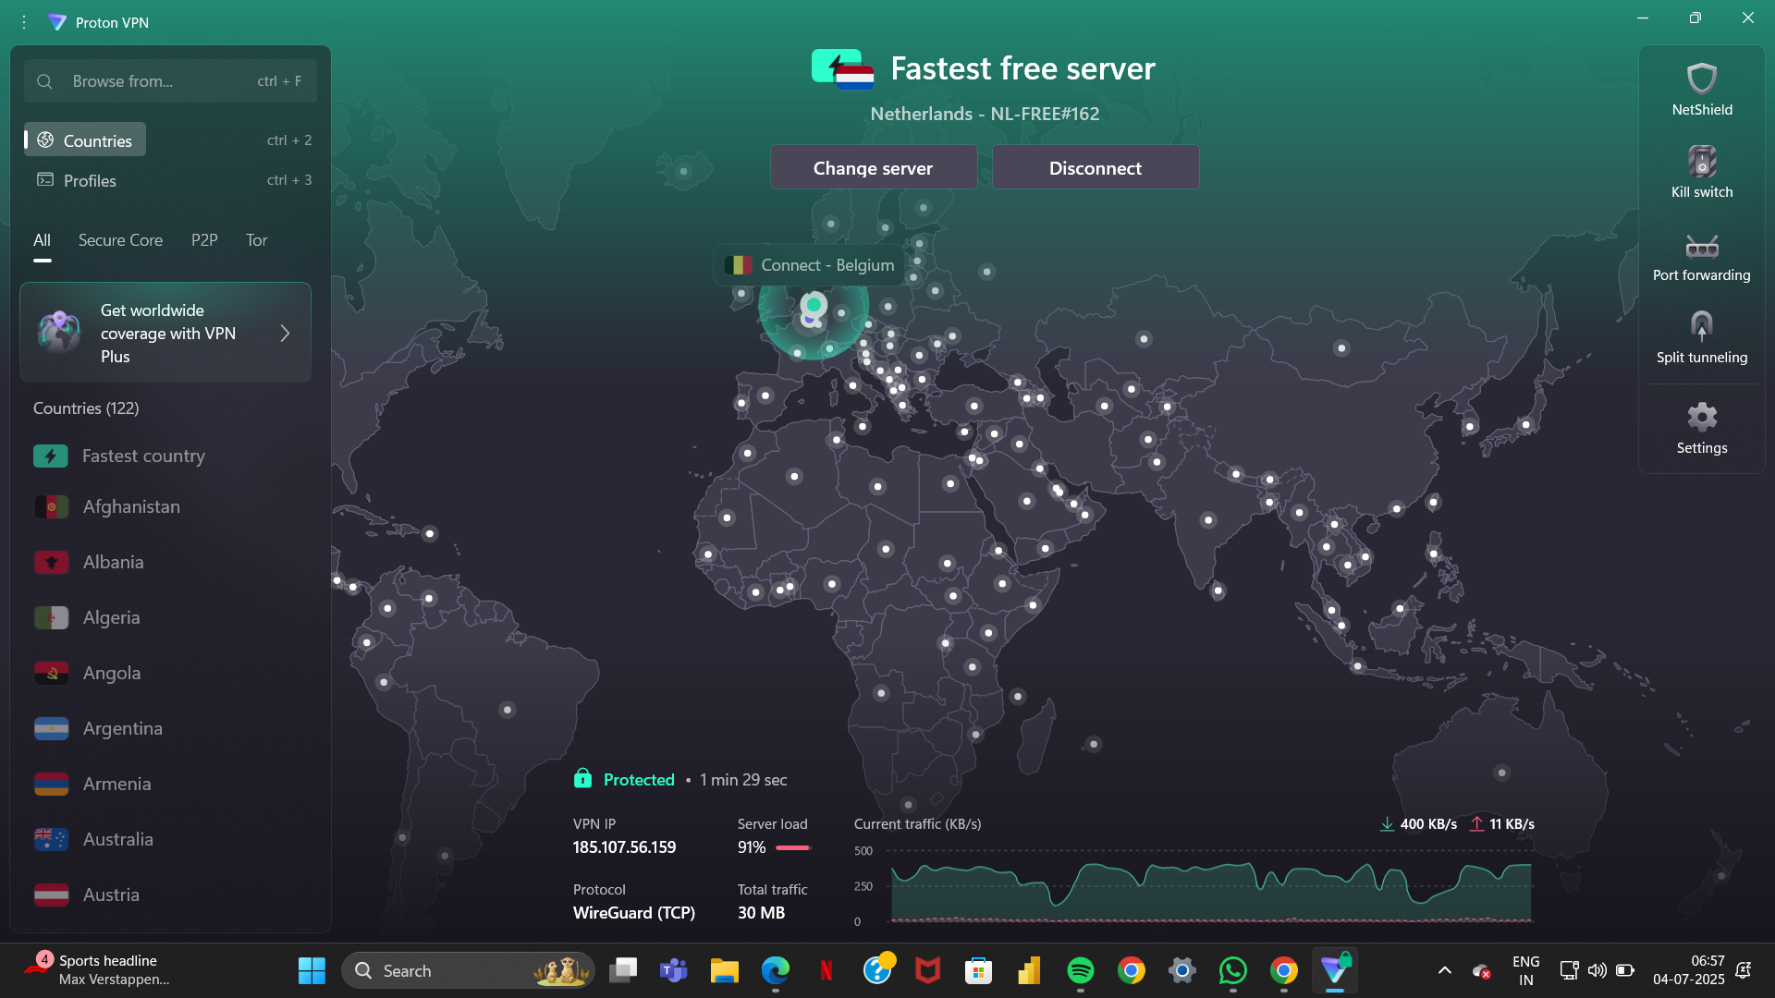 Proton VPN
Browse from...
ctrl + F
Countries
ctrl + 2
Profiles
ctrl + 3
All
Secure Core
P2P
Tor
Get worldwide
coverage with VPN
Plus
Countries (122)
Fastest country
Afghanistan
Albania
Algeria
Angola
Argentina
Armenia
Australia
Austria
Fastest free server
Netherlands - NL-FREE#162
Change server
Disconnect
Connect - Belgium
NetShield
Kill switch
Port forwarding
Split tunneling
Settings
Protected • 1 min 29 sec
VPN IP
185.107.56.159
Server load
91%
Protocol
WireGuard (TCP)
Total traffic
30 MB
Current traffic (KB/s)
400 KB/s
11 KB/s
500
250
0
4
Sports headline
Max Verstappen...
Search
ENG
IN
06:57
04-07-2025